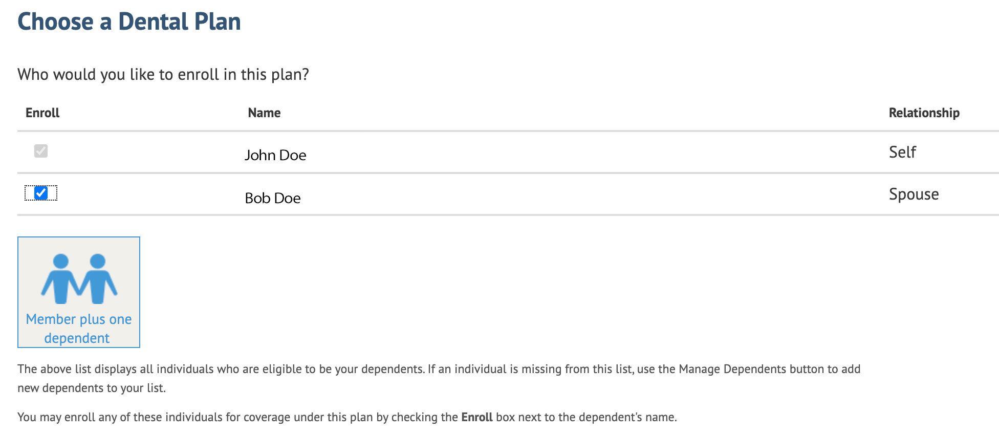 Choose a Dental Plan
Who would you like to enroll in this plan?
Enroll Name Relationship
John Doe Self
Bob Doe Spouse
Member plus one
dependent
The above list displays all individuals who are eligible to be your dependents. If an individual is missing from this list, use the Manage Dependents button to add
new dependents to your list.
You may enroll any of these individuals for coverage under this plan by checking the Enroll box next to the dependent's name.